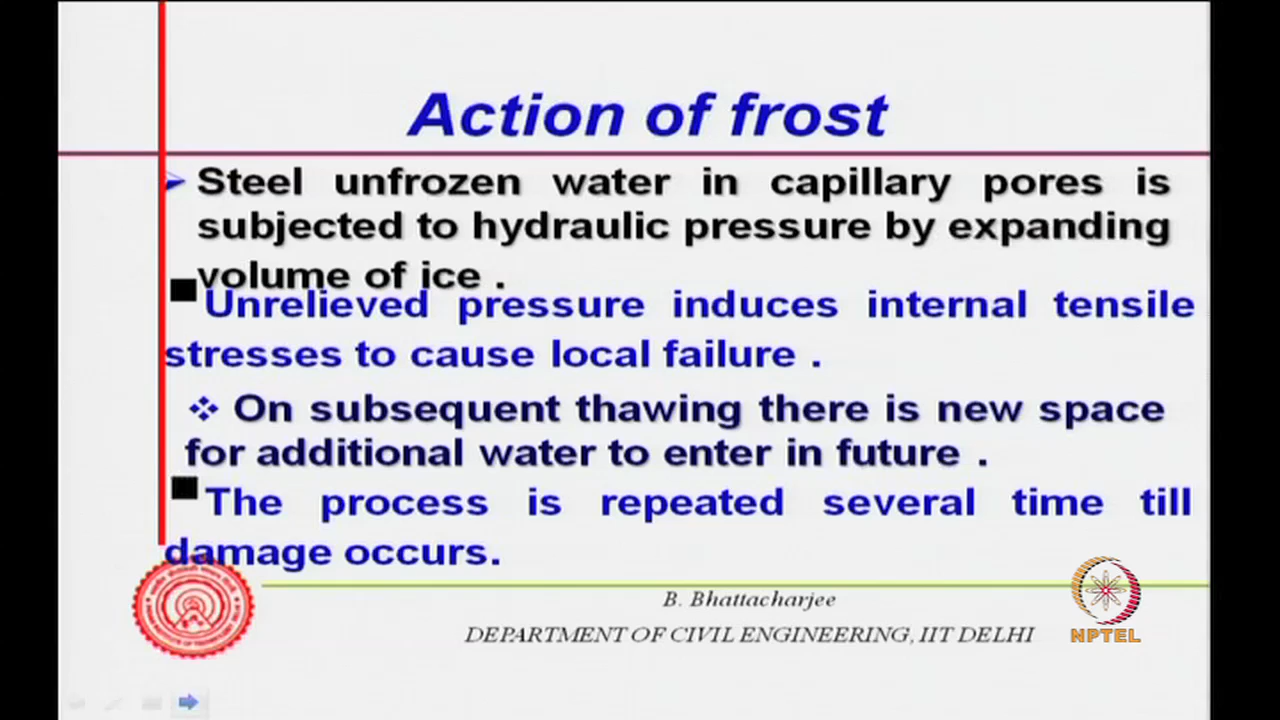 Action of frost
Steel unfrozen water in capillary pores is
subjected to hydraulic pressure by expanding
volume of ice .
Unrelieved pressure induces internal tensile
stresses to cause local failure .
On subsequent thawing there is new space
for additional water to enter in future .
The process is repeated several time till
damage occurs.
B. Bhattacharjee
DEPARTMENT OF CIVIL ENGINEERING, IIT DELHI
NPTEL